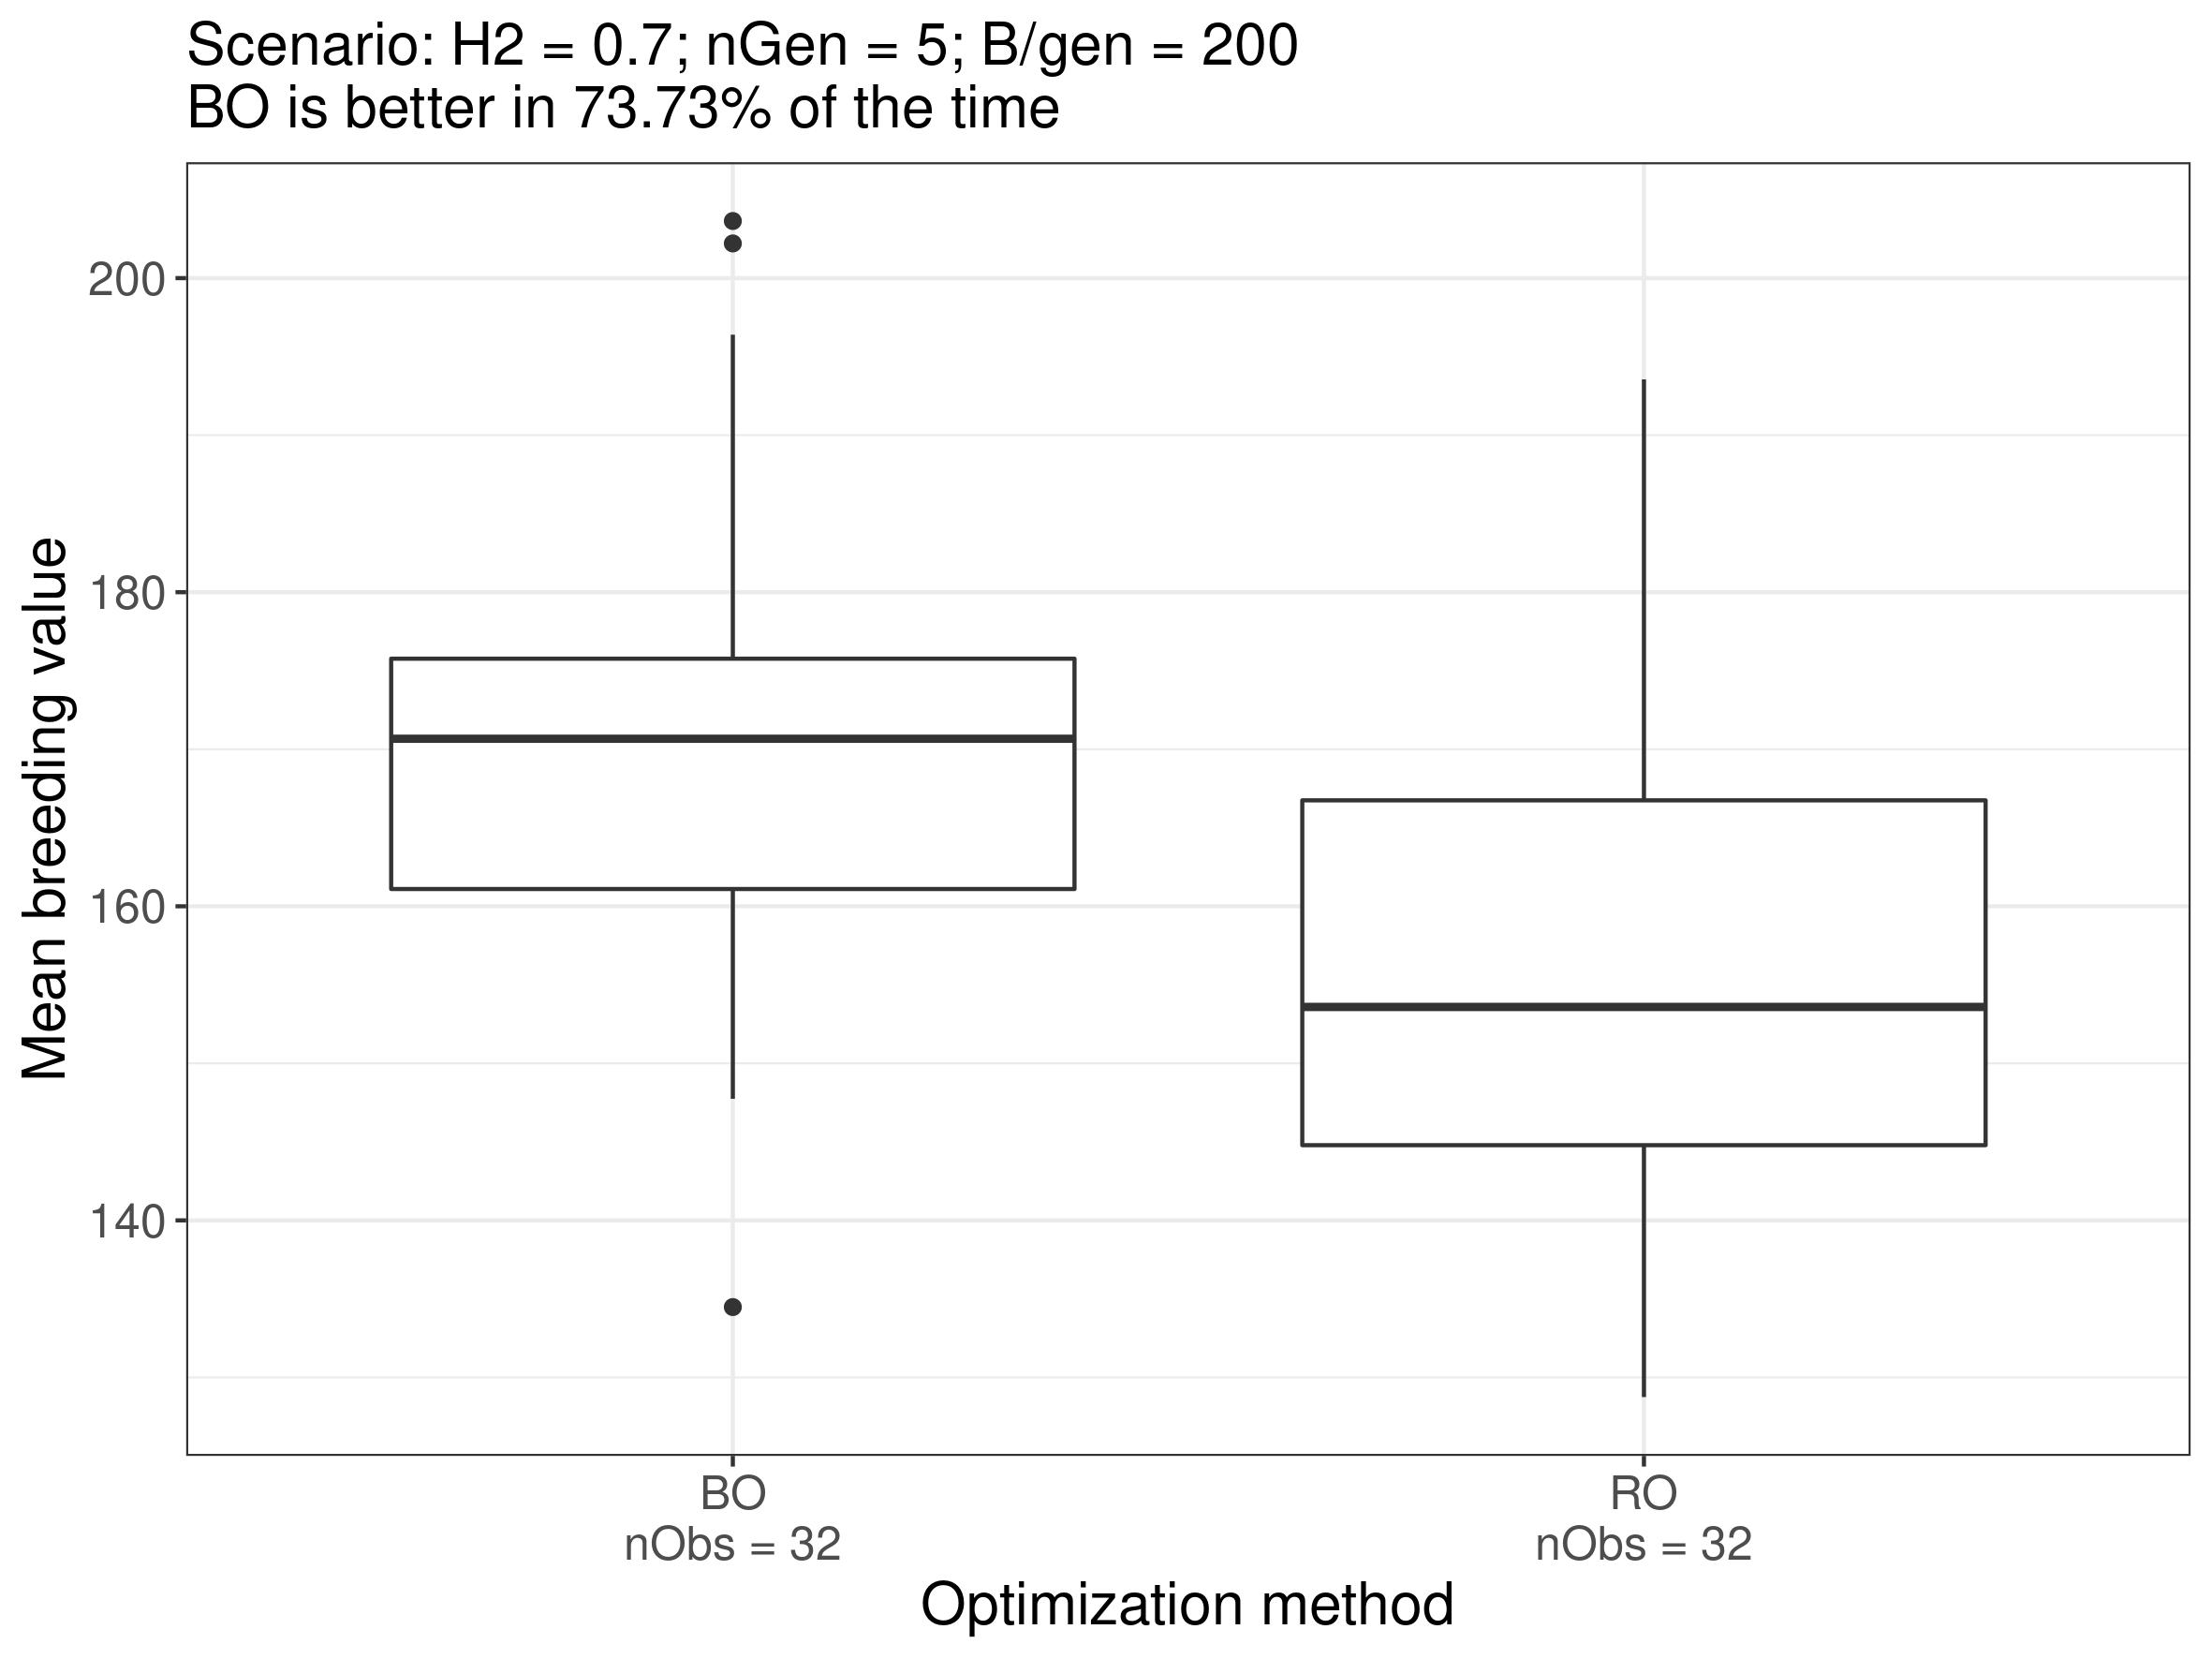 Scenario: H2 = 0.7; nGen = 5; B/gen = 200
BO is better in 73.73% of the time
Mean breeding value
200
180
160
140
BO
nObs = 32
RO
nObs = 32
Optimization method